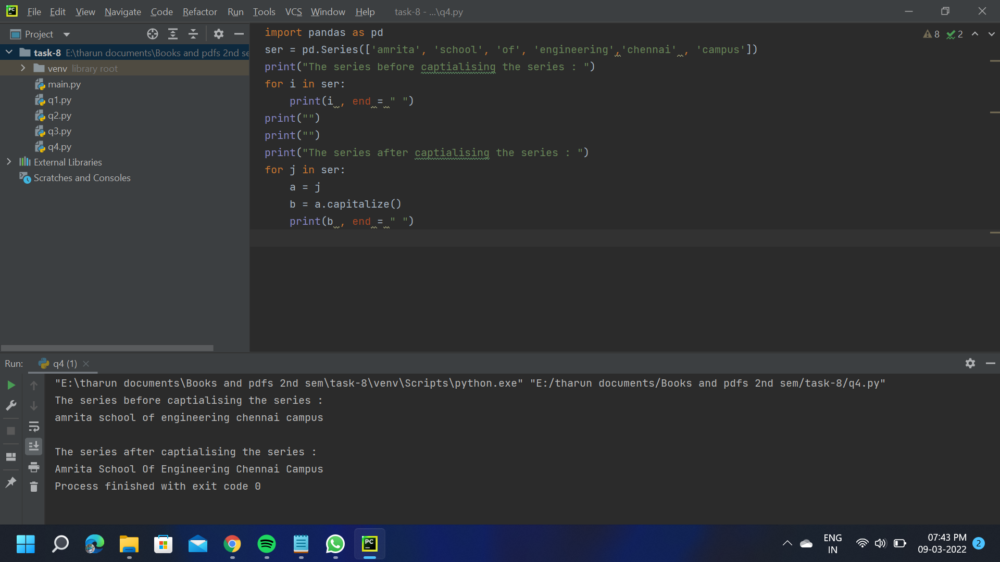 PC File Edit View Navigate Code Refactor Run Tools VCS Window Help task-8 - ...\q4.py
Project
task-8 E:\tharun documents\Books and pdfs 2nd se
venv library root
main.py
q1.py
q2.py
q3.py
q4.py
External Libraries
Scratches and Consoles
8 2
import pandas as pd
ser = pd.Series(['amrita', 'school', 'of', 'engineering','chennai' , 'campus'])
print("The series before captialising the series : ")
for i in ser:
    print(i , end = " ")
print("")
print("")
print("The series after captialising the series : ")
for j in ser:
    a = j
    b = a.capitalize()
    print(b , end = " ")
Run: q4 (1)
"E:\tharun documents\Books and pdfs 2nd sem\task-8\venv\Scripts\python.exe" "E:/tharun documents/Books and pdfs 2nd sem/task-8/q4.py"
The series before captialising the series :
amrita school of engineering chennai campus
The series after captialising the series :
Amrita School Of Engineering Chennai Campus
Process finished with exit code 0
PC
ENG
IN
07:43 PM
09-03-2022
2